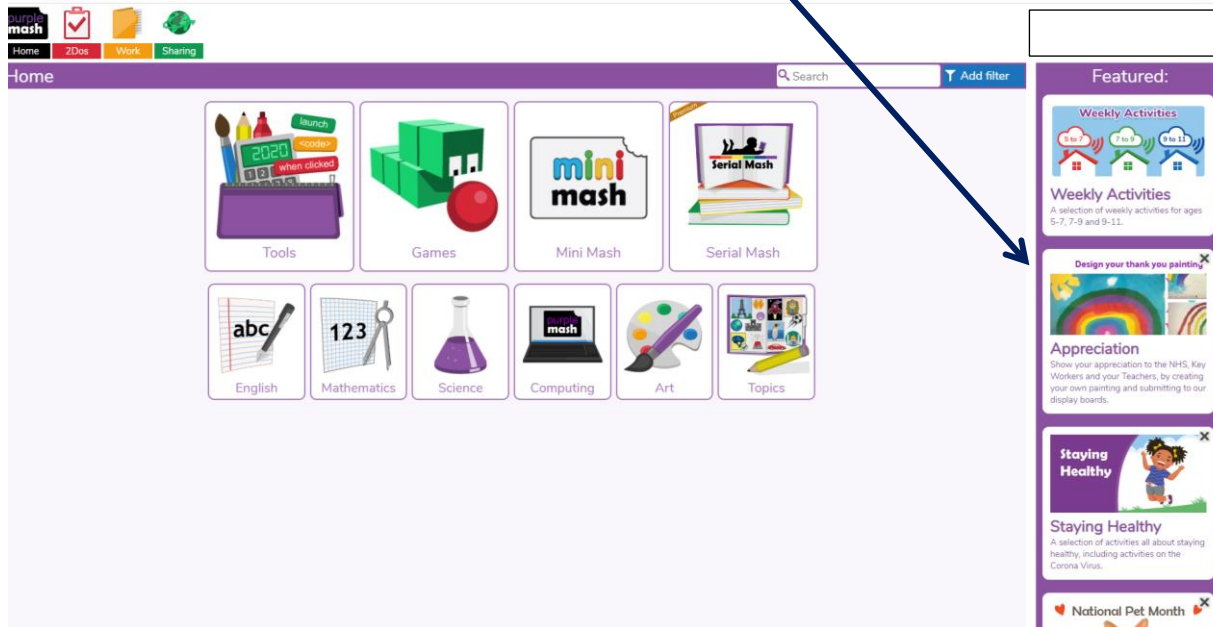 purple
mash
Home 2Dos Work Sharing
Home
Search
Add filter
launch
<code>
2020
when clicked
Tools
Games
mini
mash
Mini Mash
Premium
Serial Mash
Serial Mash
abc
English
123
Mathematics
Science
purple
mash
Computing
Art
Topics
Featured:
Weekly Activities
5 to 7
7 to 9
9 to 11
Weekly Activities
A selection of weekly activities for ages
5-7, 7-9 and 9-11.
Design your thank you painting
Appreciation
Show your appreciation to the NHS, Key
Workers and your Teachers, by creating
your own painting and submitting to our
display boards.
Staying
Healthy
Staying Healthy
A selection of activities all about staying
healthy, including activities on the
Corona Virus.
National Pet Month